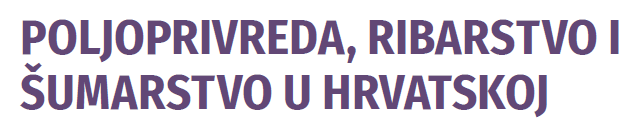 POLJOPRIVREDA, RIBARSTVO I
ŠUMARSTVO U HRVATSKOJ